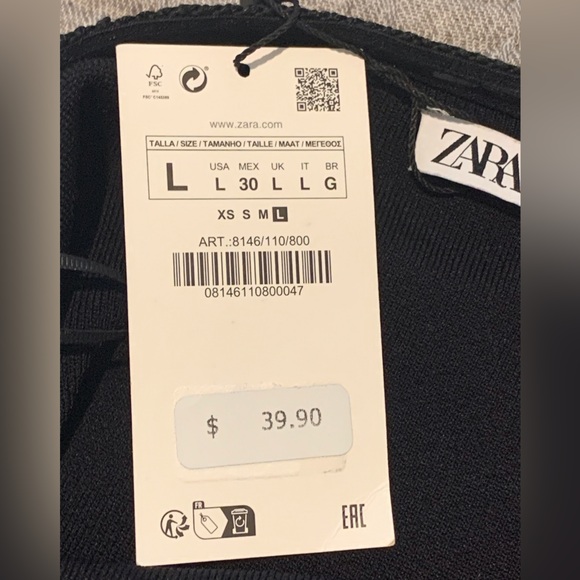 FSC
www.zara.com
TALLA / SIZE / TAMANHO / TAILLE / MAAT / ΜΕΓΕΘΟΣ
L
USA MEX UK IT BR
L 30 L L G
XS S M L
ART.:8146/110/800
08146110800047
$ 39.90
FR
EAC
ZARA